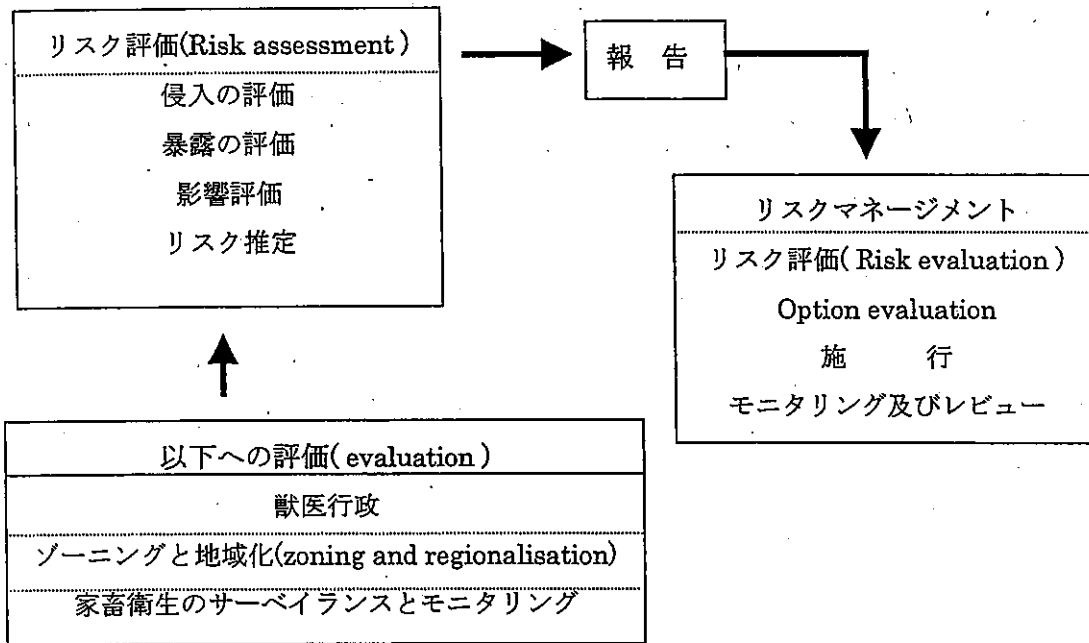 リスク評価(Risk assessment)
侵入の評価
暴露の評価
影響評価
リスク推定
報 告
リスクマネージメント
リスク評価( Risk evaluation )
Option evaluation
施 行
モニタリング及びレビュー
以下への評価( evaluation )
獣医行政
ゾーニングと地域化(zoning and regionalisation)
家畜衛生のサーベイランスとモニタリング